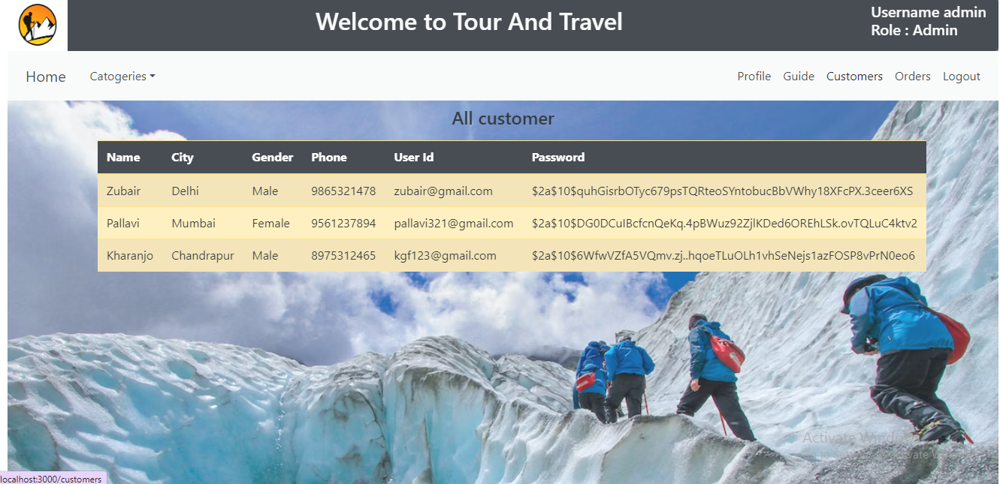 Welcome to Tour And Travel
Username admin
Role : Admin
Home Catogeries Profile Guide Customers Orders Logout
All customer
Name City Gender Phone User Id Password
Zubair Delhi Male 9865321478 zubair@gmail.com $2a$10$quhGisrbOTyc679psTQRteoSYntobucBbVWhy18XFcPX.3ceer6XS
Pallavi Mumbai Female 9561237894 pallavi321@gmail.com $2a$10$DG0DCuIBcfcnQeKq.4pBWuz92ZjlKDed6OREhLSk.ovTQLuC4ktv2
Kharanjo Chandrapur Male 8975312465 kgf123@gmail.com $2a$10$6WfwVZfA5VQmv.zj..hqoeTLuOLh1vhSeNejs1azFOSP8vPrN0eo6
Activate Windows
localhost:3000/customers